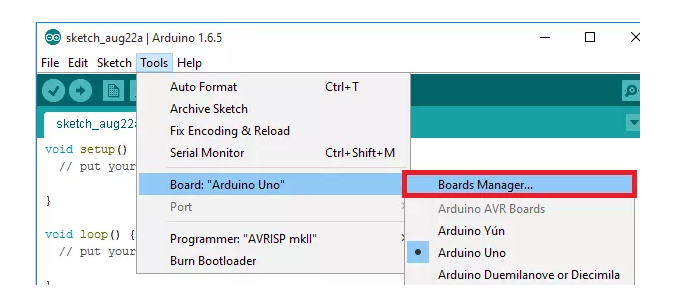 sketch_aug22a | Arduino 1.6.5
File Edit Sketch Tools Help
Auto Format Ctrl+T
Archive Sketch
Fix Encoding & Reload
Serial Monitor Ctrl+Shift+M
Board: "Arduino Uno"
Port
Programmer: "AVRISP mkII"
Burn Bootloader
Boards Manager...
Arduino AVR Boards
Arduino Yún
Arduino Uno
Arduino Duemilanove or Diecimila
sketch_aug22a
void setup()
// put your
}
void loop() {
// put your